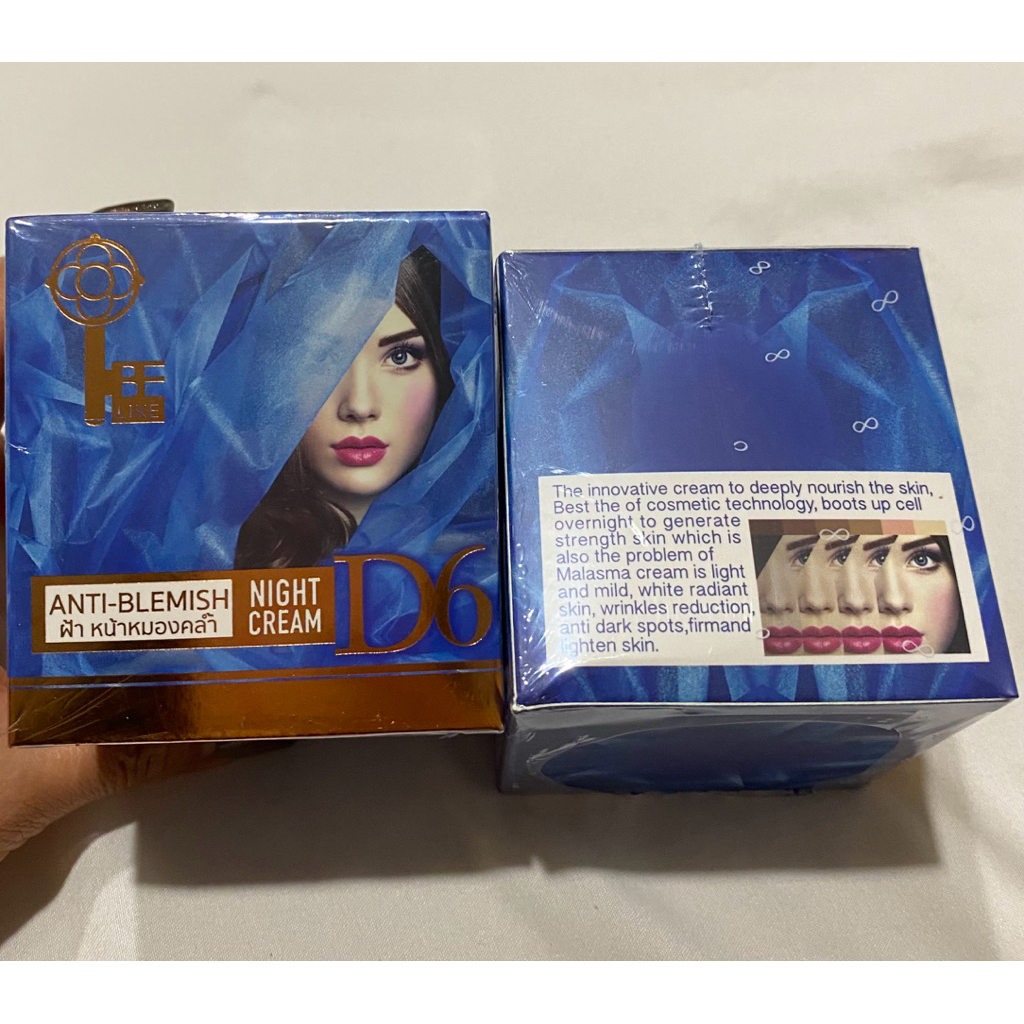 LINE
ANTI-BLEMISH
ฝ้า หน้าหมองคล้ำ
NIGHT
CREAM
D6
The innovative cream to deeply nourish the skin,
Best the of cosmetic technology, boots up cell
overnight to generate
strength skin which is
also the problem of
Malasma cream is light
and mild, white radiant
skin, wrinkles reduction,
anti dark spots,firmand
lighten skin.